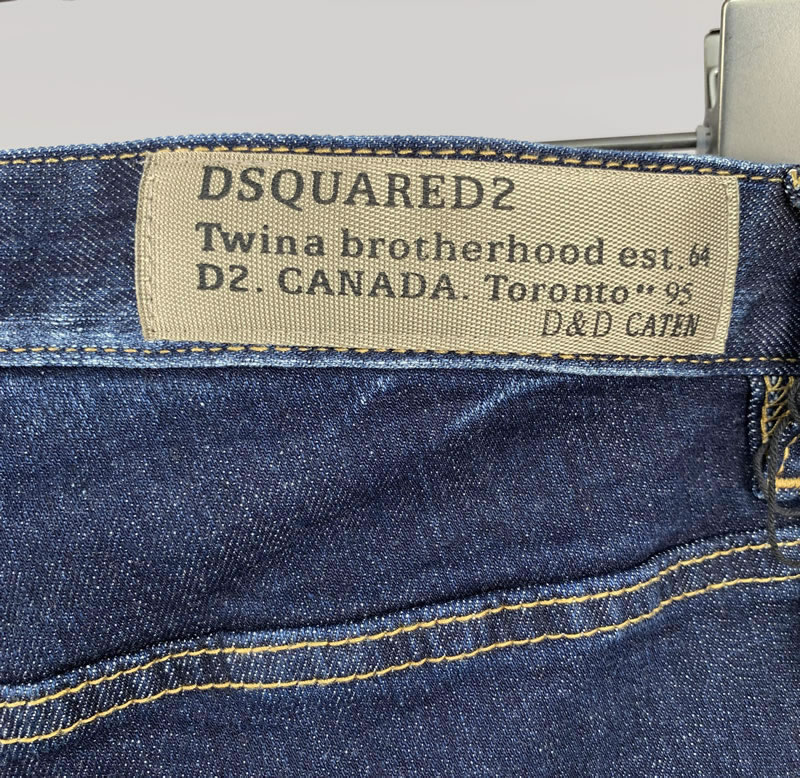 DSQUARED2
Twina brotherhood est. 64
D2. CANADA. Toronto" 95
D&D CATEN